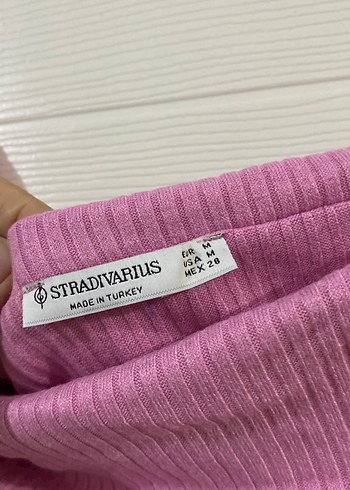 STRADIVARIUS
MADE IN TURKEY
EUR M
USA M
MEX 28